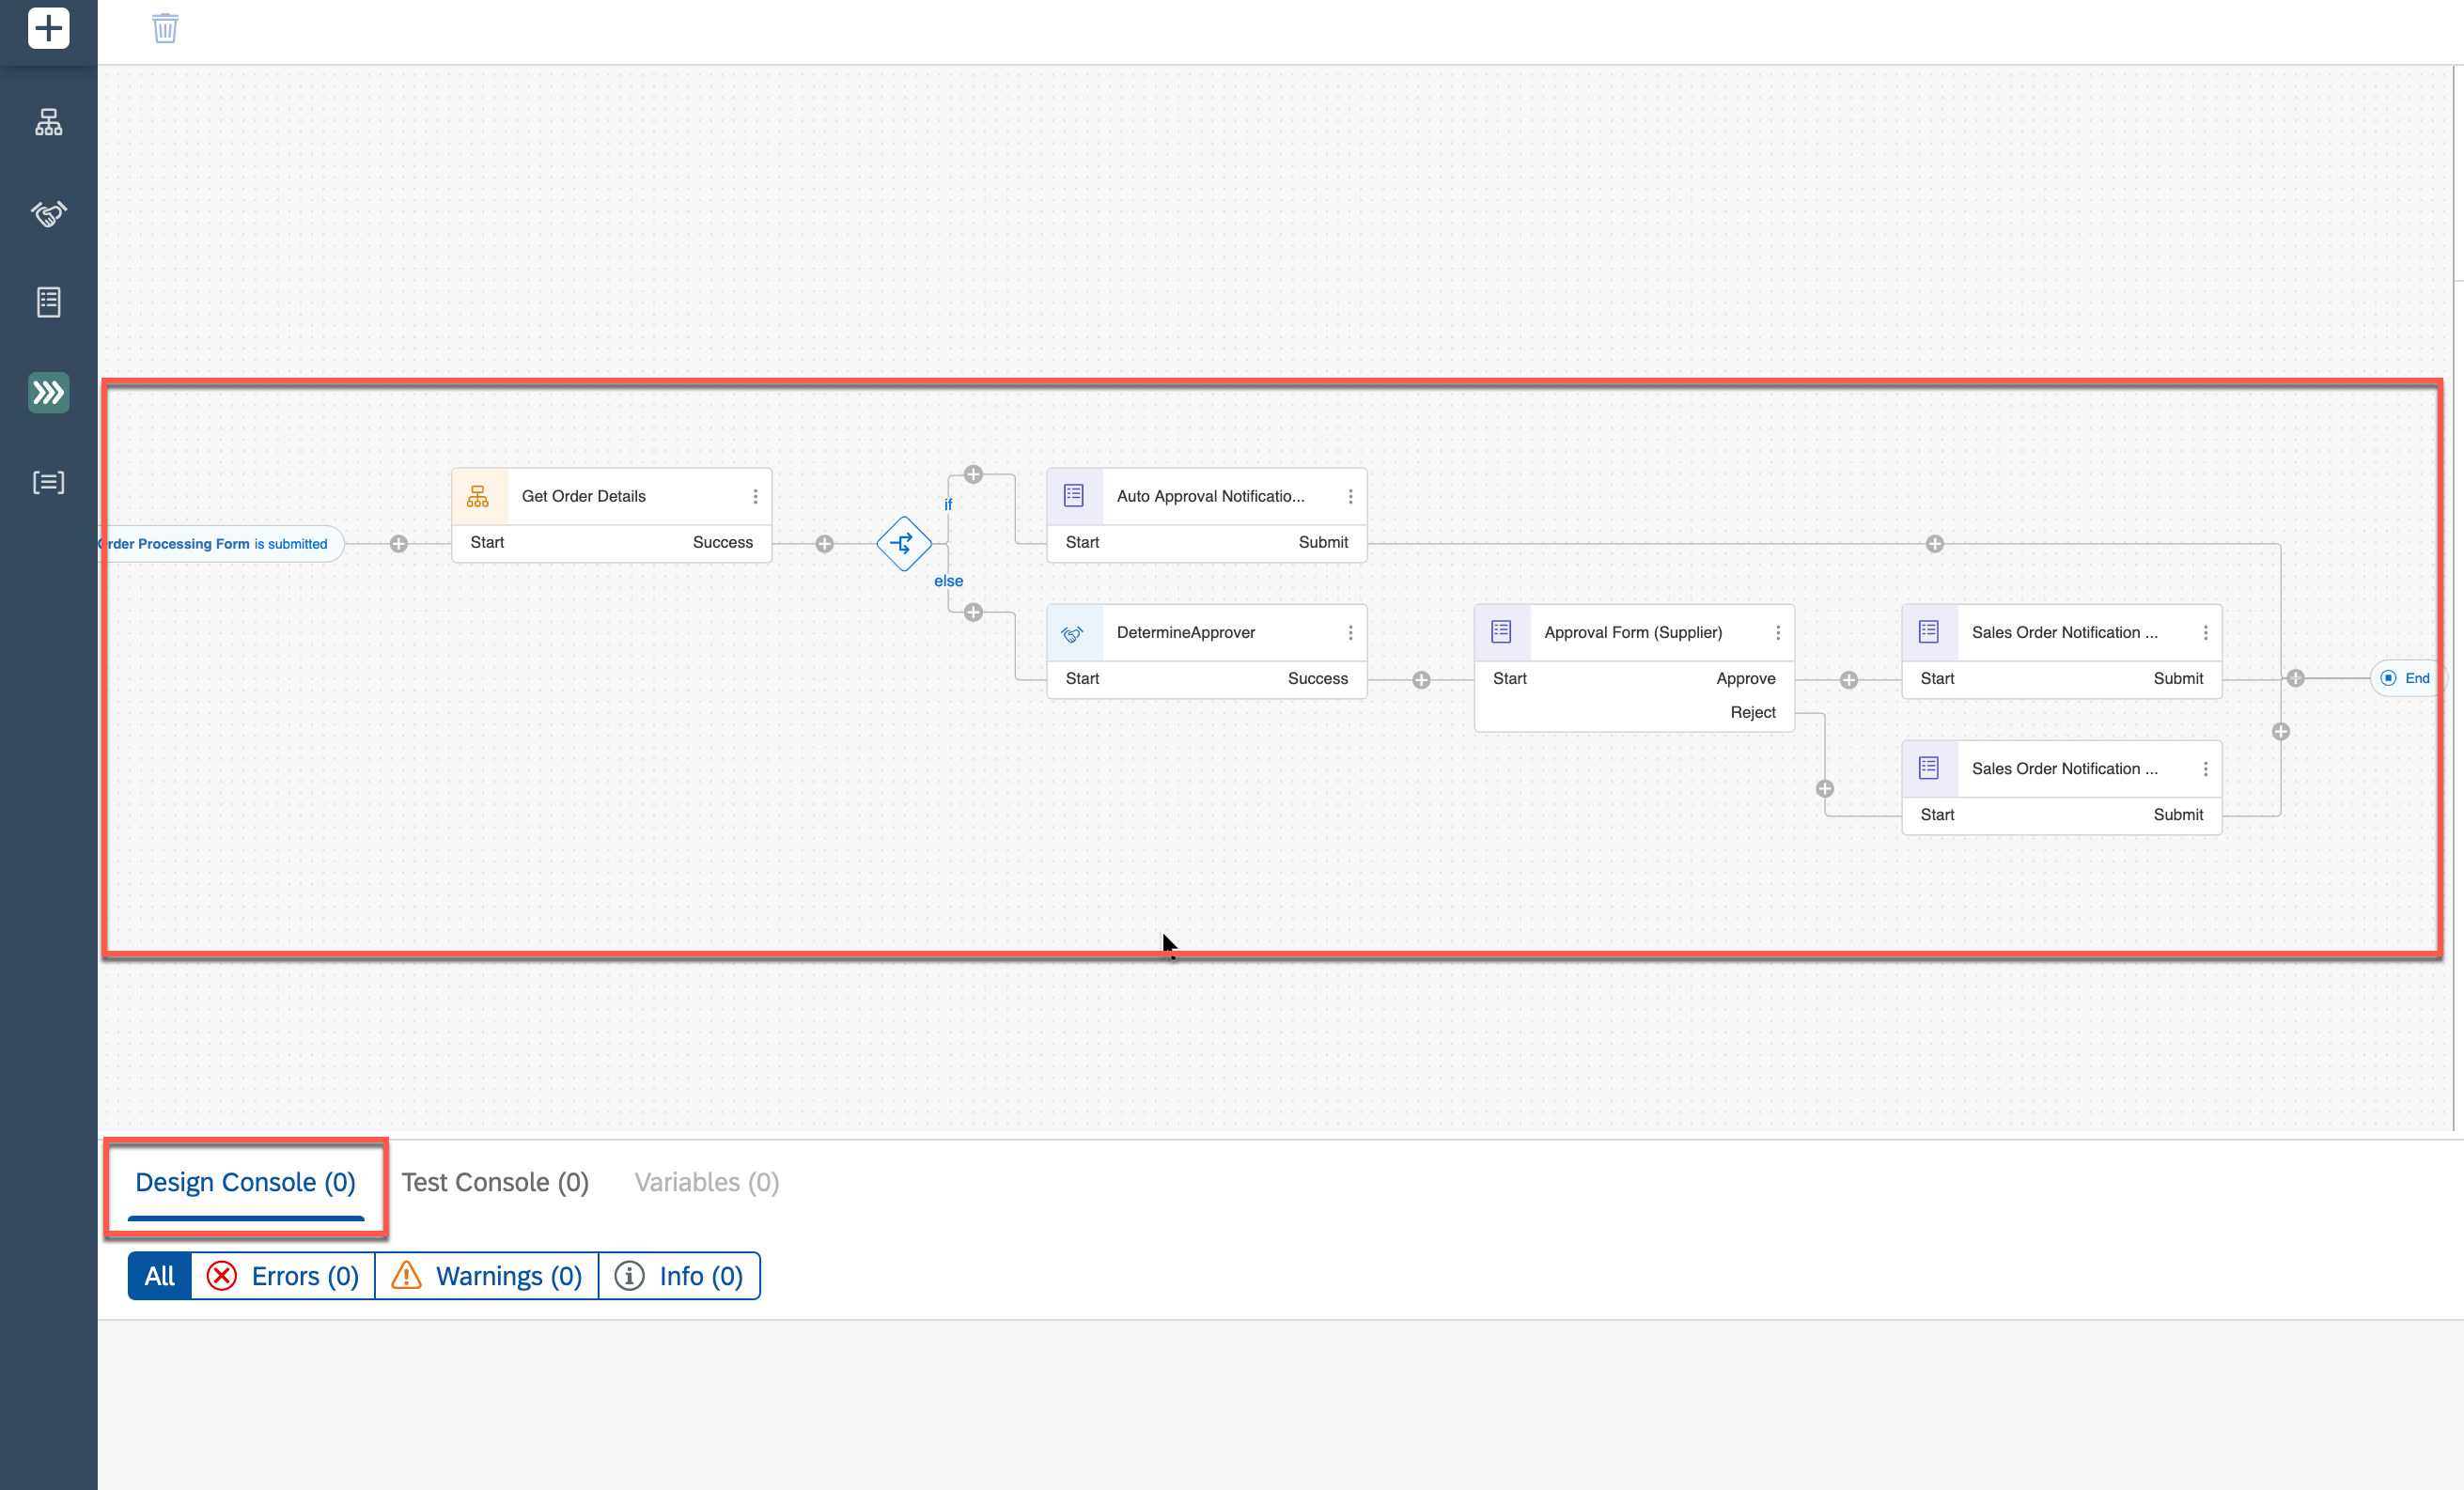 Order Processing Form is submitted
Get Order Details
Start Success
if
else
Auto Approval Notificatio...
Start Submit
DetermineApprover
Start Success
Approval Form (Supplier)
Start Approve
Reject
Sales Order Notification ...
Start Submit
Sales Order Notification ...
Start Submit
End
Design Console (0) Test Console (0) Variables (0)
All Errors (0) Warnings (0) Info (0)